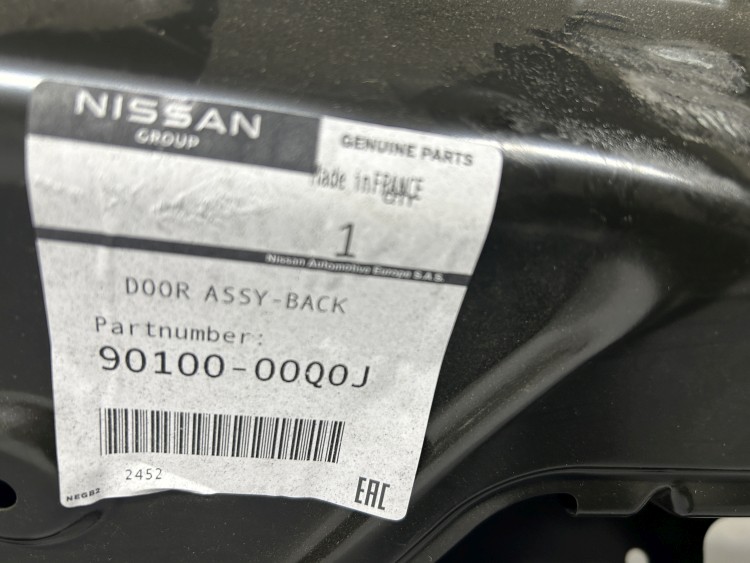 NISSAN
GROUP
GENUINE PARTS
Made in FRANCE
1
Nissan Automotive Europe S.A.S.
DOOR ASSY-BACK
Partnumber:
90100-00Q0J
2452
NEGB2
EAC